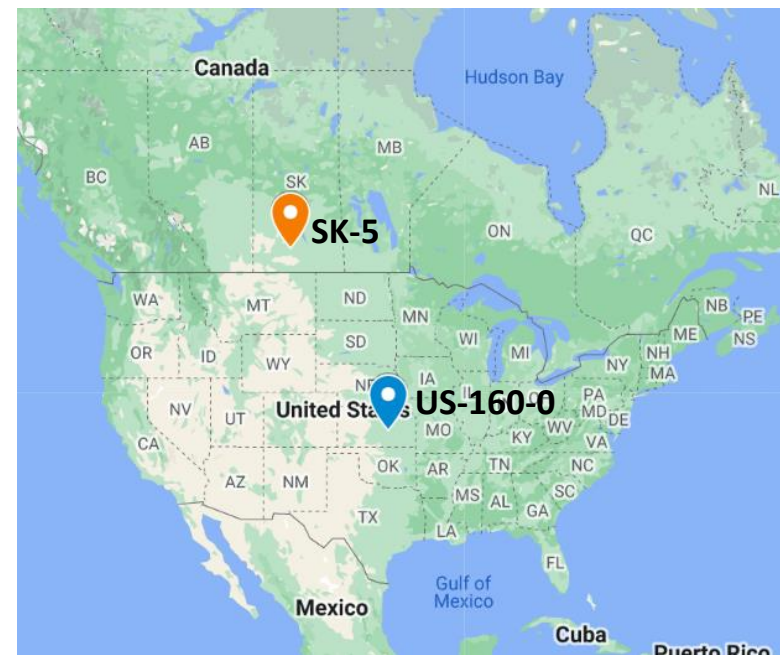 Canada
Hudson Bay
AB
MB
BC
SK
NL
SK-5
ON
QC
WA
MT
ND
MN
NB
PE
OR
ID
SD
WI
MI
ME
NS
WY
NH
NY
MA
IA
United States
US-160-0
NV
UT
PA
MD
DE
CA
MO
KY
WV
VA
AZ
NM
OK
AR
TN
NC
MS
AL
SC
GA
TX
LA
FL
Gulf of
Mexico
Mexico
Cuba
Puerto Rico